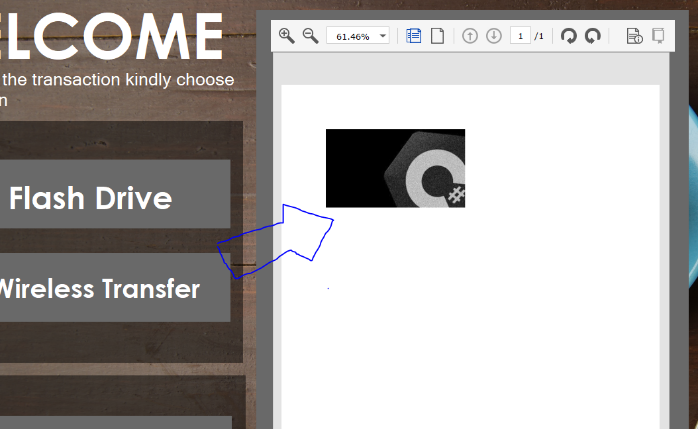 ELCOME
the transaction kindly choose
n
Flash Drive
Wireless Transfer
61.46%
1 /1
#